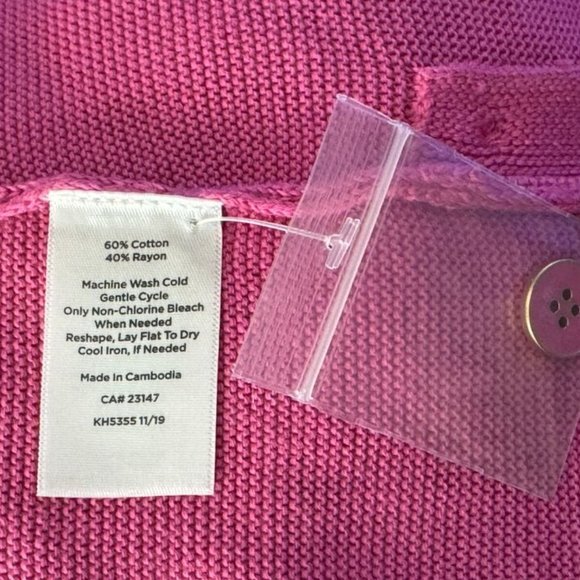 60% Cotton
40% Rayon
Machine Wash Cold
Gentle Cycle
Only Non-Chlorine Bleach
When Needed
Reshape, Lay Flat To Dry
Cool Iron, If Needed
Made In Cambodia
CA# 23147
KH5355 11/19